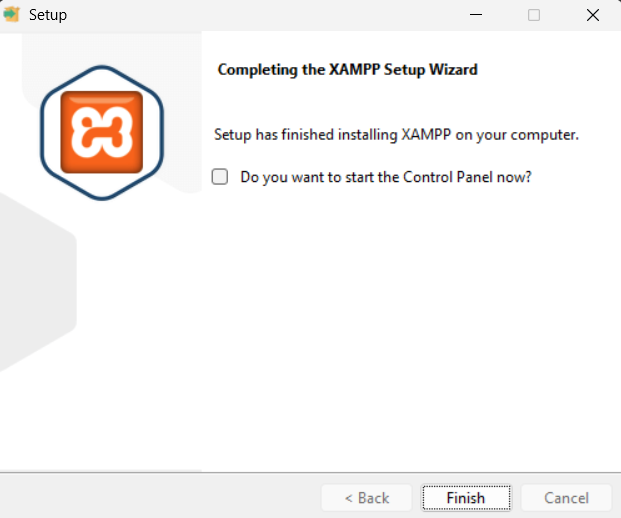 Setup
Completing the XAMPP Setup Wizard
Setup has finished installing XAMPP on your computer.
Do you want to start the Control Panel now?
< Back
Finish
Cancel